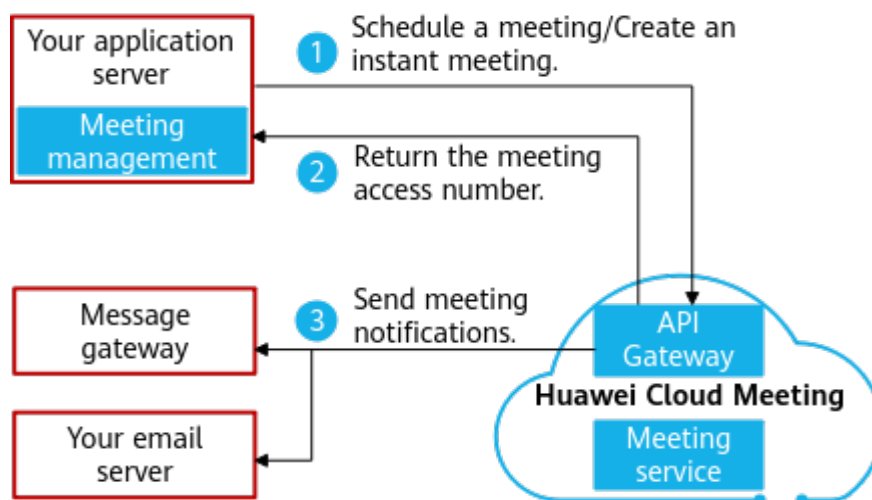 Your application
server
Meeting
management
1
Schedule a meeting/Create an
instant meeting.
2
Return the meeting
access number.
Message
gateway
3
Send meeting
notifications.
Your email
server
API
Gateway
Huawei Cloud Meeting
Meeting
service